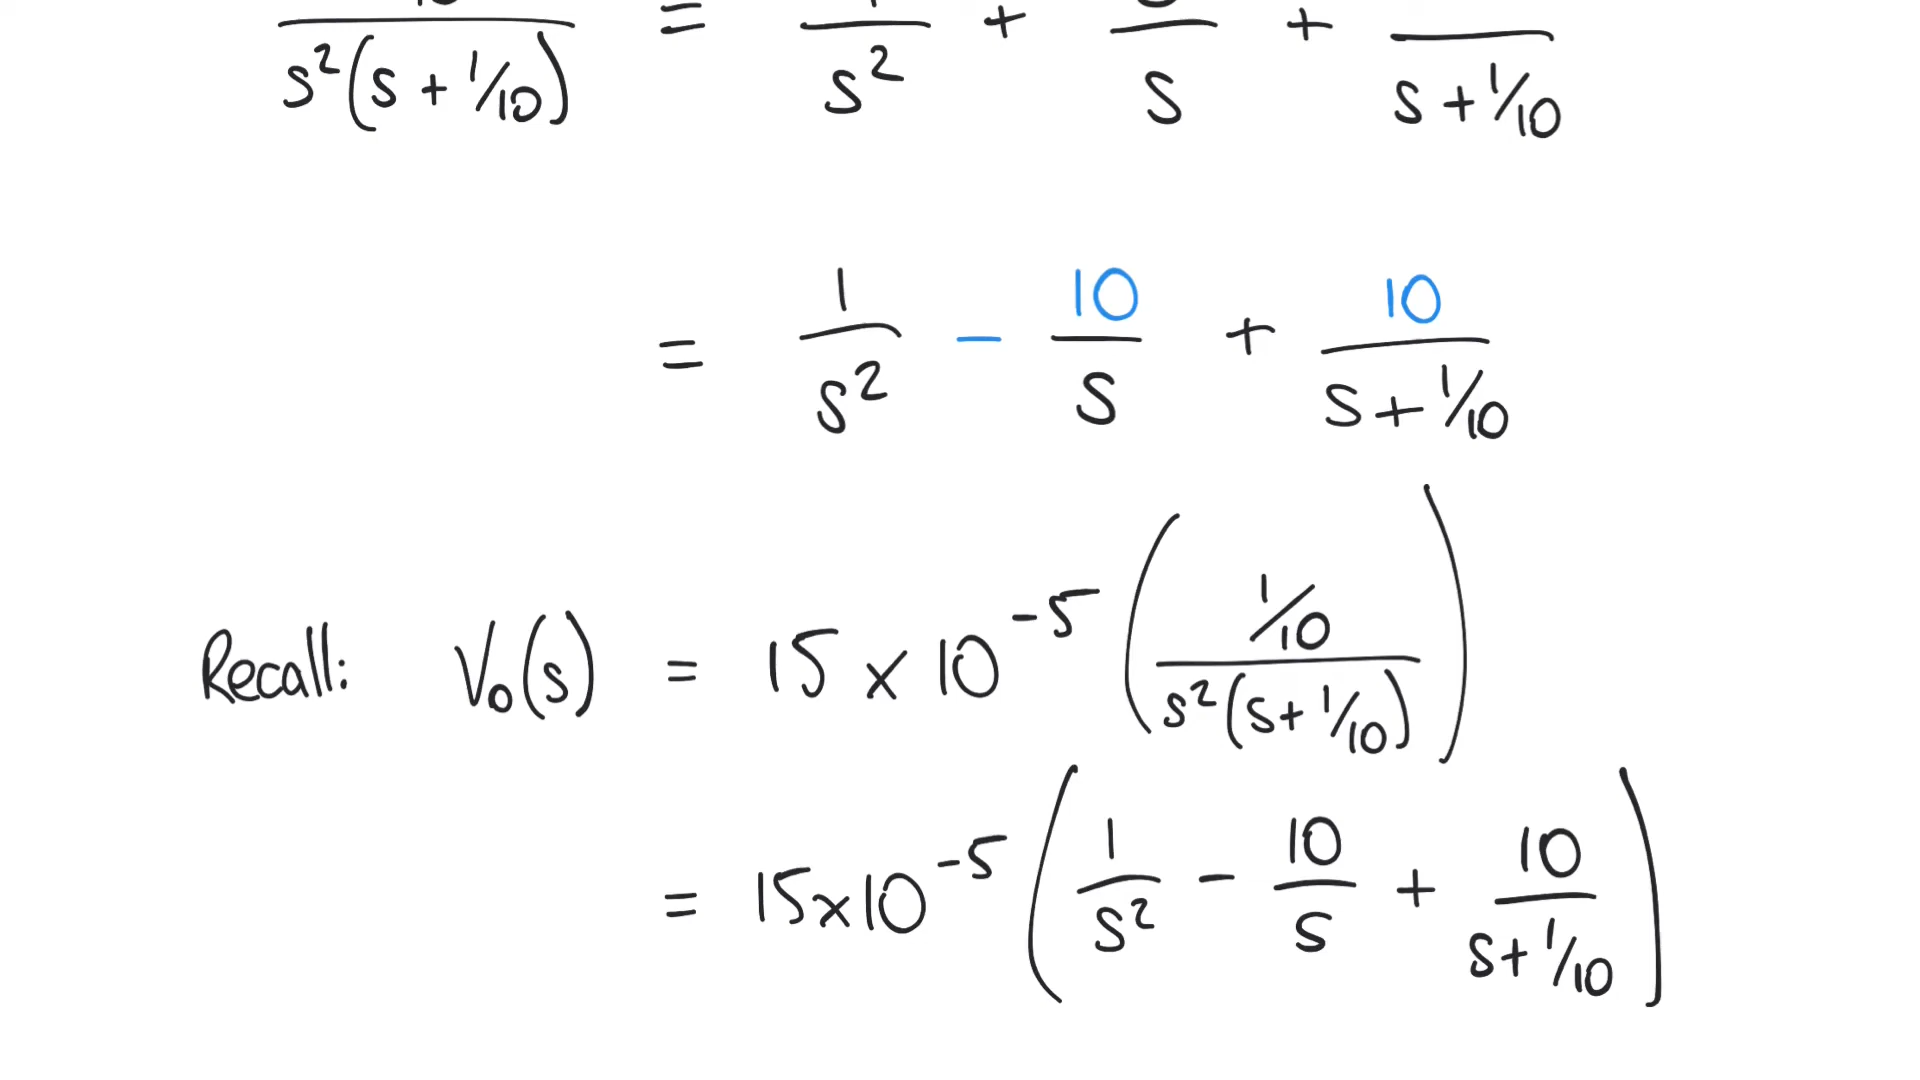 s²(s + 1/10) = s² + s + s + 1/10
= 1/s² - 10/s + 10/(s + 1/10)
Recall: V₀(s) = 15 × 10⁻⁵ ( (1/10) / (s²(s + 1/10)) )
= 15 × 10⁻⁵ ( 1/s² - 10/s + 10/(s + 1/10) )